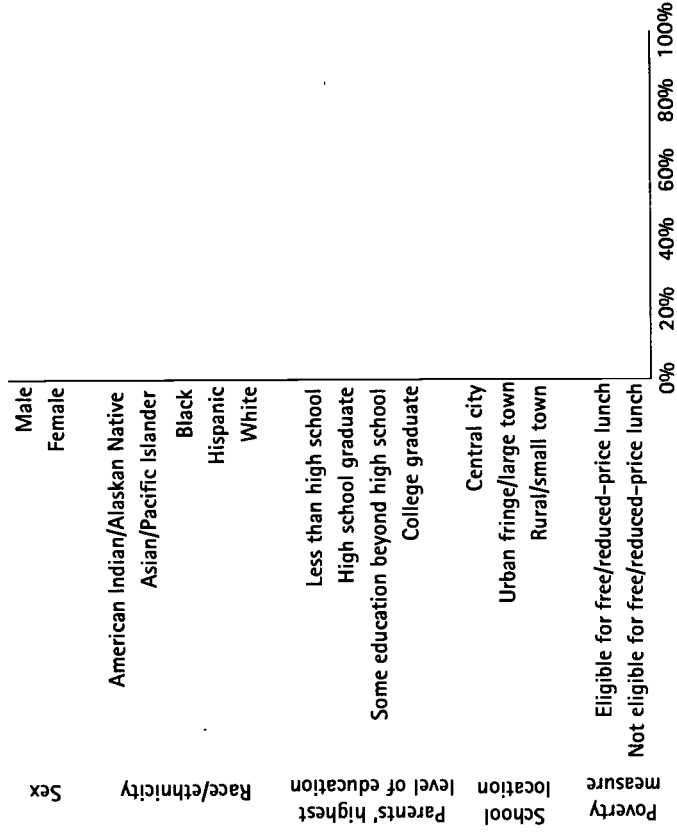 Sex
Male
Female
Race/ethnicity
American Indian/Alaskan Native
Asian/Pacific Islander
Black
Hispanic
White
Parents' highest
level of education
Less than high school
High school graduate
Some education beyond high school
College graduate
School
location
Central city
Urban fringe/large town
Rural/small town
Poverty
measure
Eligible for free/reduced-price lunch
Not eligible for free/reduced-price lunch
0%
20%
40%
60%
80%
100%